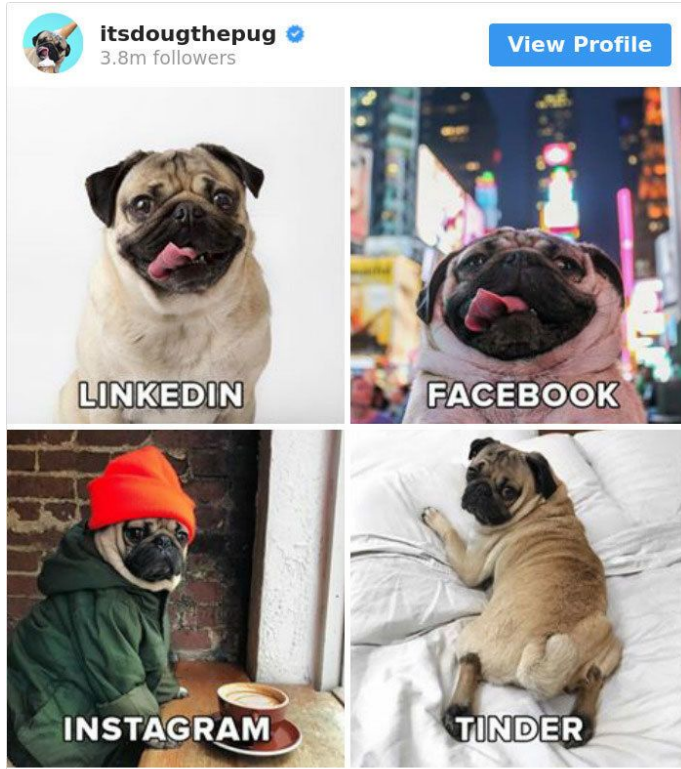 itsdougthepug
3.8m followers
View Profile
LINKEDIN
FACEBOOK
INSTAGRAM
TINDER